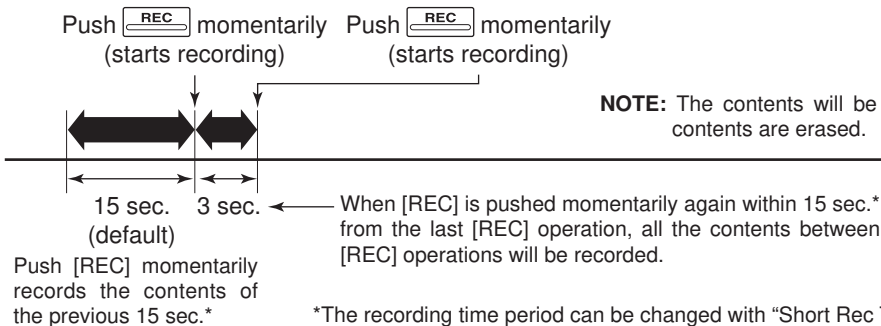 Push REC momentarily
(starts recording)
Push REC momentarily
(starts recording)
NOTE: The contents will be
contents are erased.
15 sec.
(default)
3 sec.
When [REC] is pushed momentarily again within 15 sec.*
from the last [REC] operation, all the contents between
[REC] operations will be recorded.
Push [REC] momentarily
records the contents of
the previous 15 sec.*
*The recording time period can be changed with “Short Rec